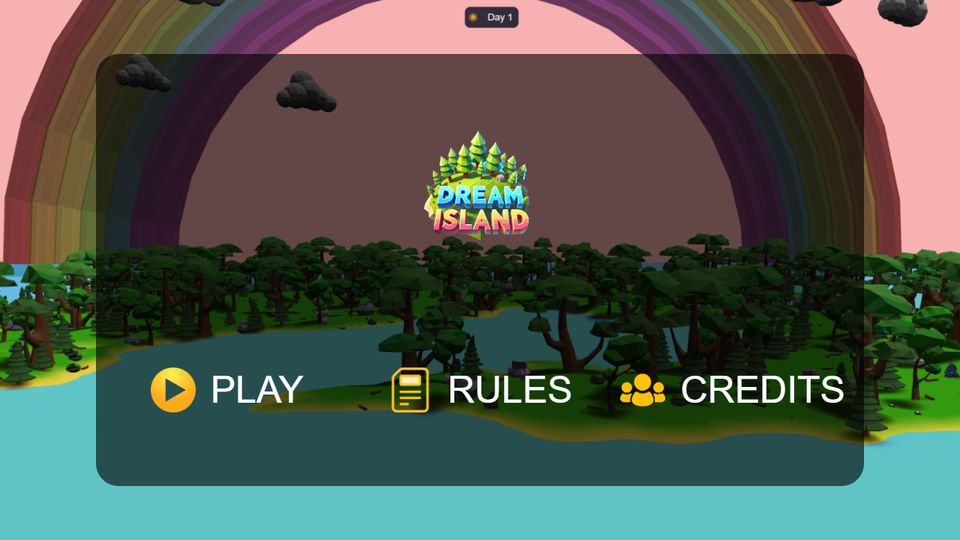 Day 1
DREAM
ISLAND
PLAY
RULES
CREDITS